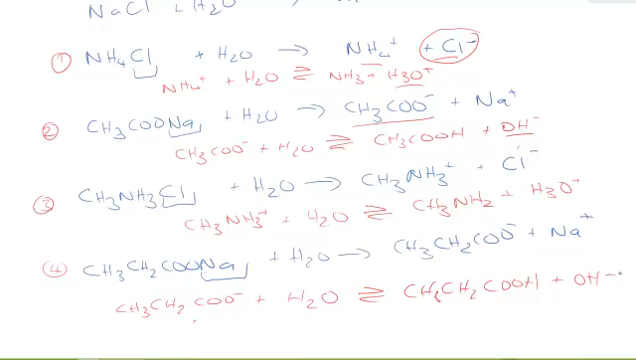 NaCl + H₂O
① NH₄Cl + H₂O → NH₄⁺ + Cl⁻
NH₄⁺ + H₂O ⇌ NH₃ + H₃O⁺
② CH₃COONa + H₂O → CH₃COO⁻ + Na⁺
CH₃COO⁻ + H₂O ⇌ CH₃COOH + OH⁻
③ CH₃NH₃Cl + H₂O → CH₃NH₃⁺ + Cl⁻
CH₃NH₃⁺ + H₂O ⇌ CH₃NH₂ + H₃O⁺
④ CH₃CH₂COONa + H₂O → CH₃CH₂COO⁻ + Na⁺
CH₃CH₂COO⁻ + H₂O ⇌ CH₃CH₂COOH + OH⁻